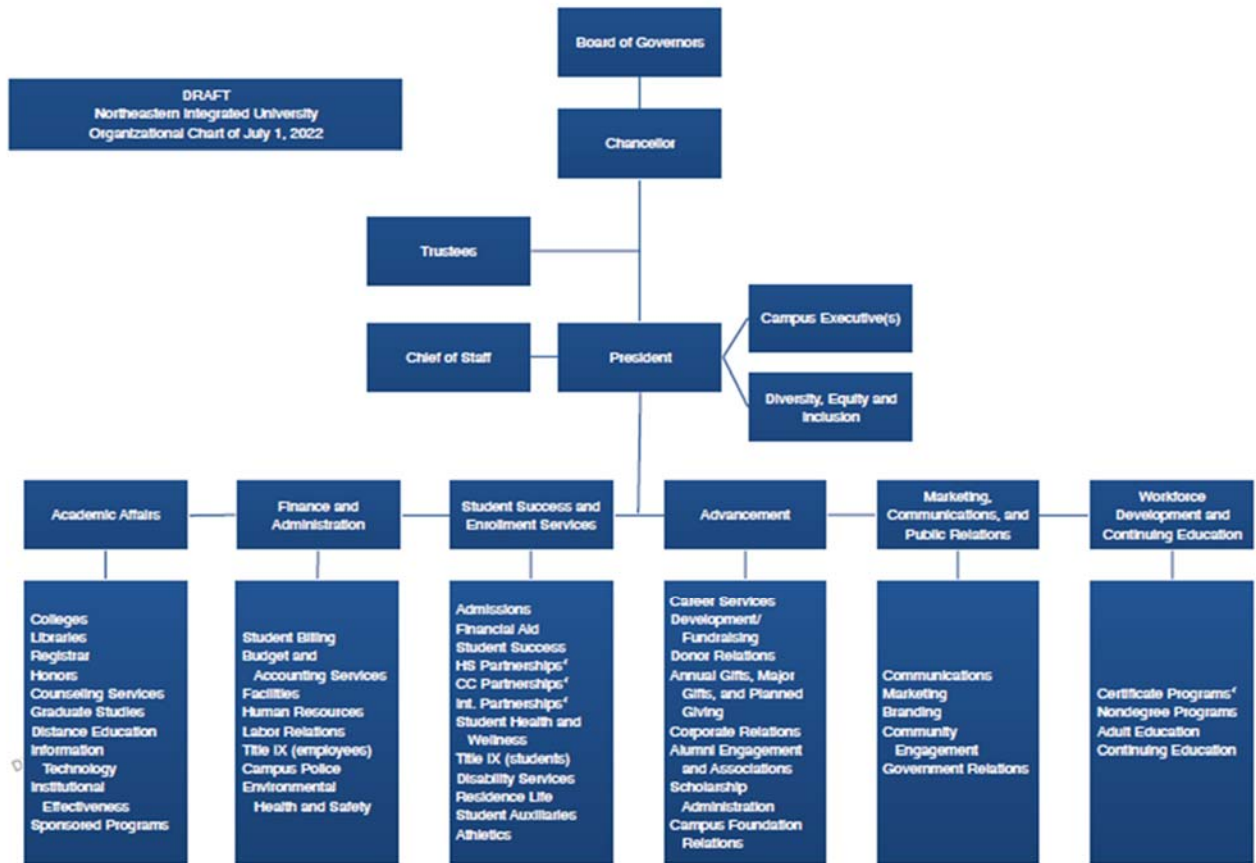 Board of Governors
DRAFT
Northeastern Integrated University
Organizational Chart of July 1, 2022
Chancellor
Trustees
Campus Executive(s)
Chief of Staff
President
Diversity, Equity and
Inclusion
Academic Affairs
Finance and
Administration
Student Success and
Enrollment Services
Advancement
Marketing,
Communications, and
Public Relations
Workforce
Development and
Continuing Education
Colleges
Libraries
Registrar
Honors
Counseling Services
Graduate Studies
Distance Education
Information
Technology
Institutional
Effectiveness
Sponsored Programs
Student Billing
Budget and
Accounting Services
Facilities
Human Resources
Labor Relations
Title IX (employees)
Campus Police
Environmental
Health and Safety
Admissions
Financial Aid
Student Success
HS Partnerships
CC Partnerships
Int. Partnerships
Student Health and
Wellness
Title IX (students)
Disability Services
Residence Life
Student Auxiliaries
Athletics
Career Services
Development/
Fundraising
Donor Relations
Annual Gifts, Major
Gifts, and Planned
Giving
Corporate Relations
Alumni Engagement
and Associations
Scholarship
Administration
Campus Foundation
Relations
Communications
Marketing
Branding
Community
Engagement
Government Relations
Certificate Programs
Nondegree Programs
Adult Education
Continuing Education